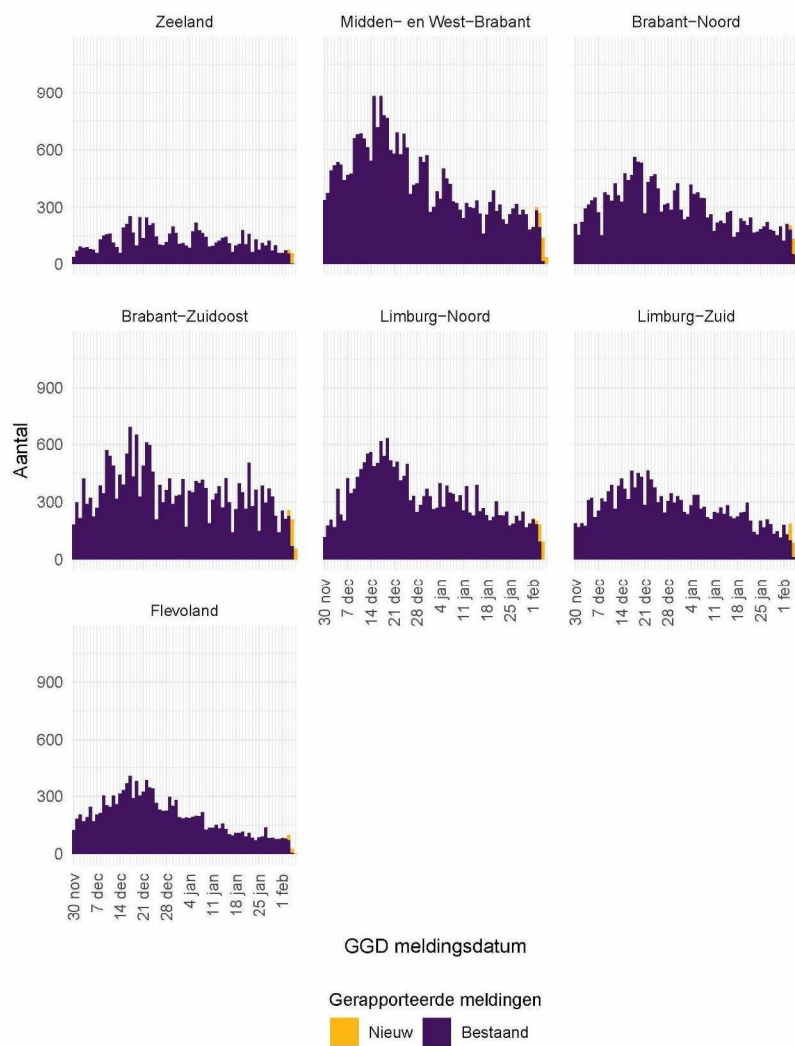 Zeeland
Midden- en West-Brabant
Brabant-Noord
900
600
300
0
Brabant-Zuidoost
Limburg-Noord
Limburg-Zuid
Aantal
900
600
300
0
30 nov
7 dec
14 dec
21 dec
28 dec
4 jan
11 jan
18 jan
25 jan
1 feb
30 nov
7 dec
14 dec
21 dec
28 dec
4 jan
11 jan
18 jan
25 jan
1 feb
Flevoland
900
600
300
0
30 nov
7 dec
14 dec
21 dec
28 dec
4 jan
11 jan
18 jan
25 jan
1 feb
GGD meldingsdatum
Gerapporteerde meldingen
Nieuw
Bestaand